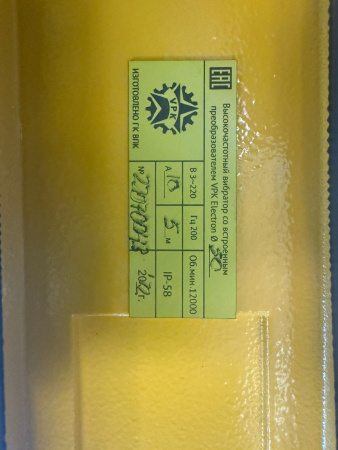 EAC
Высокочастотный вибратор со встроенным
преобразователем VPK Electron Ø 50
VPK
ИЗГОТОВЛЕНО ГК ВПК
В 3~220 Гц 200 Об.мин.12000
А 10 5 м IP-58
№ 2022г.